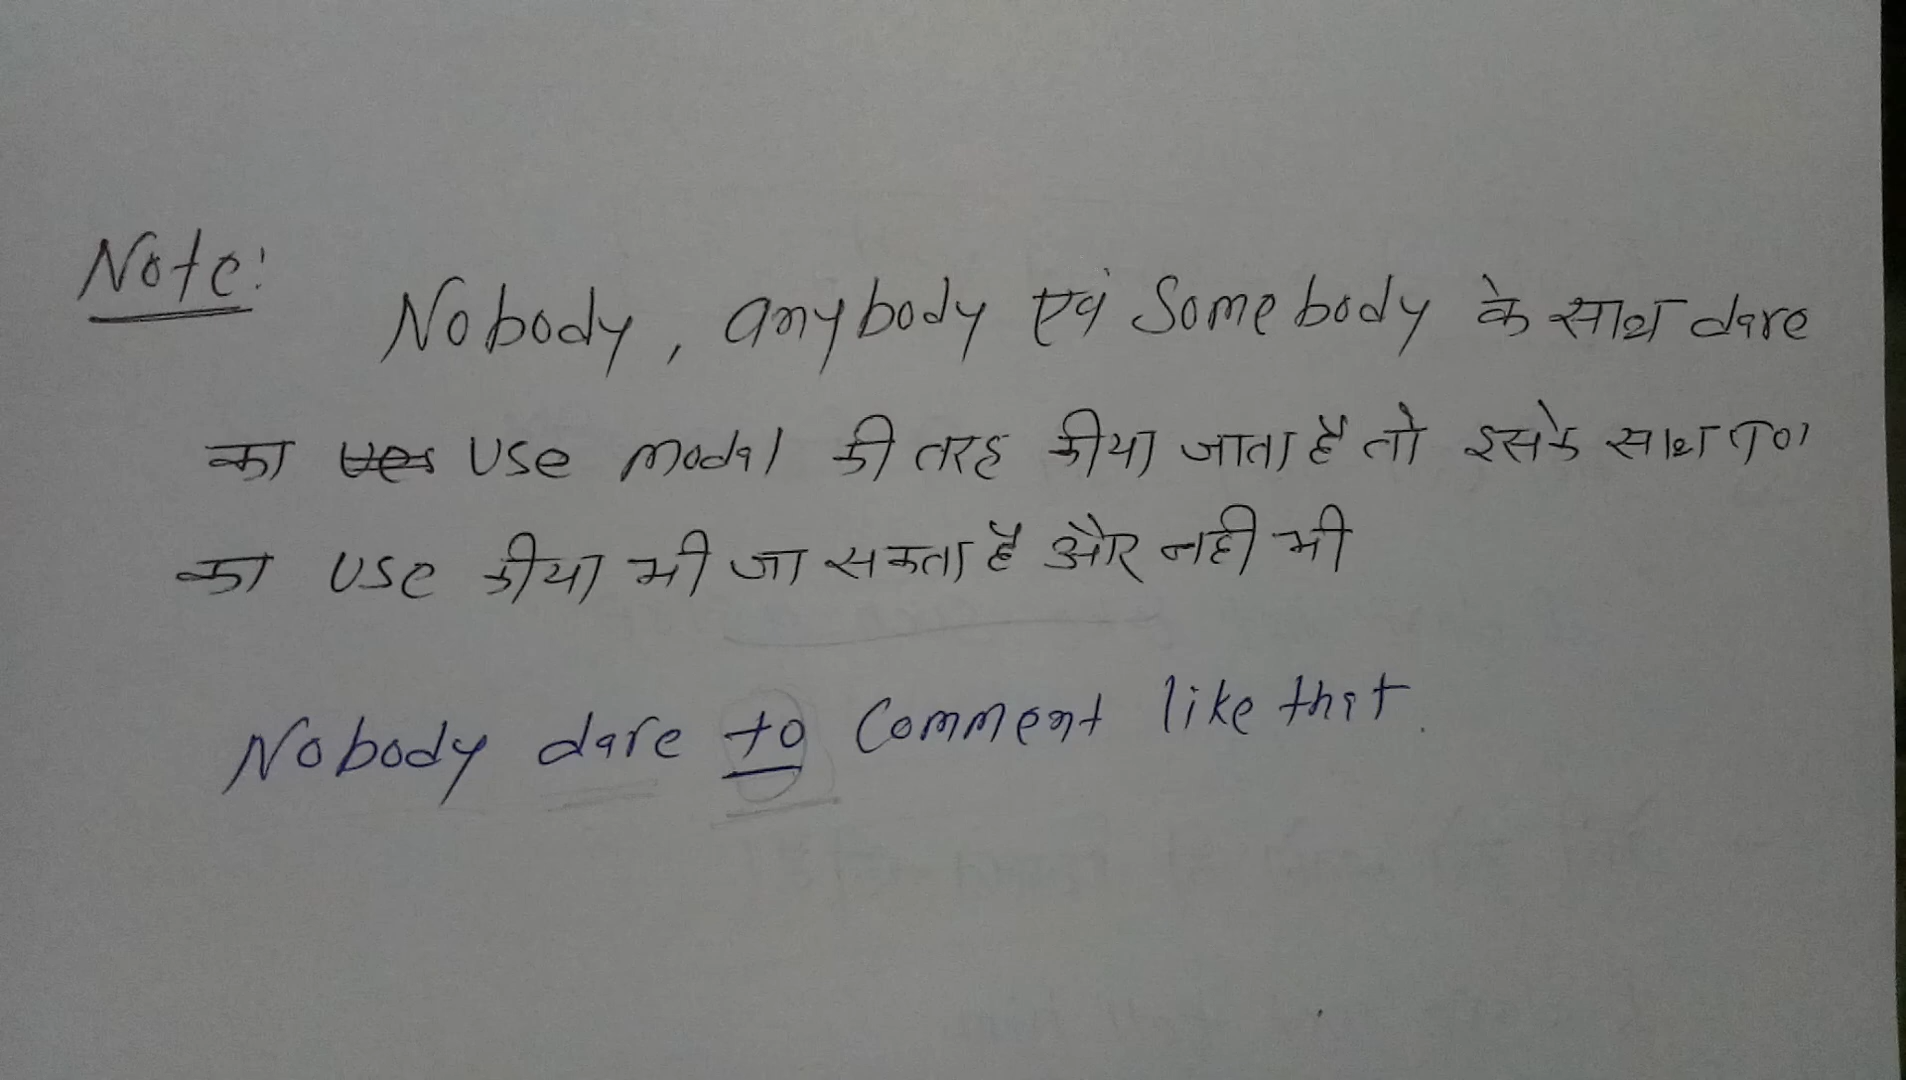 Note:
Nobody, anybody एवं Somebody के साथ dare
का use modal की तरह कीया जाता है तो इसके साथ To
का use कीया भी जा सकता है और नही भी
Nobody dare to Comment like that.